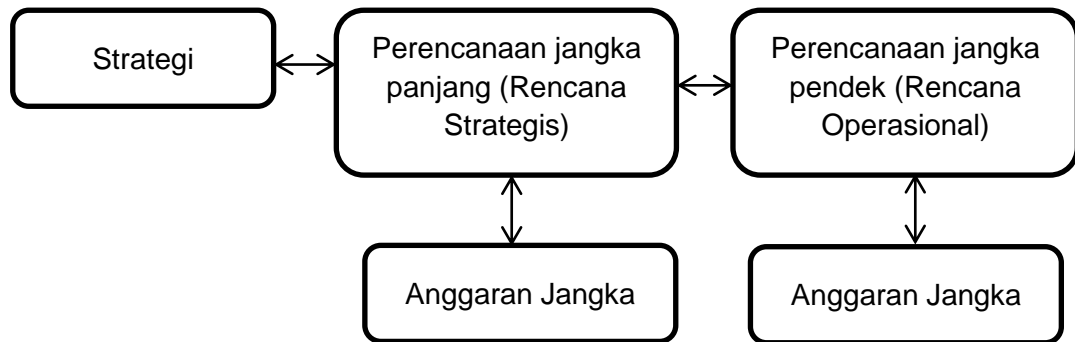 Strategi
Perencanaan jangka
panjang (Rencana
Strategis)
Perencanaan jangka
pendek (Rencana
Operasional)
Anggaran Jangka
Anggaran Jangka